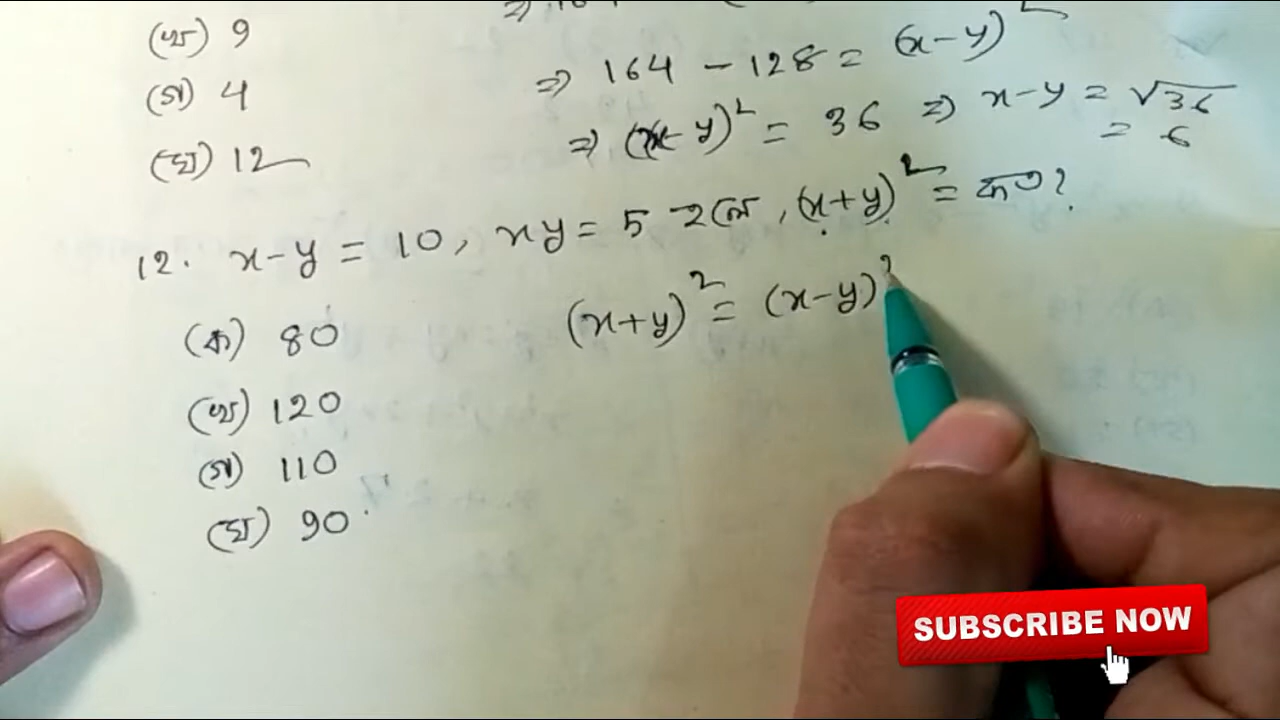 (খ) 9
⇒ 164 - 128 = (x-y)²
(গ) 4
⇒ (x-y)² = 36 ⇒ x-y = √36
= 6
(ঘ) 12
12. x-y = 10, xy = 5 হলে, (x+y)² = কত?
(x+y)² = (x-y)²
(ক) 80
(খ) 120
(গ) 110
(ঘ) 90
SUBSCRIBE NOW